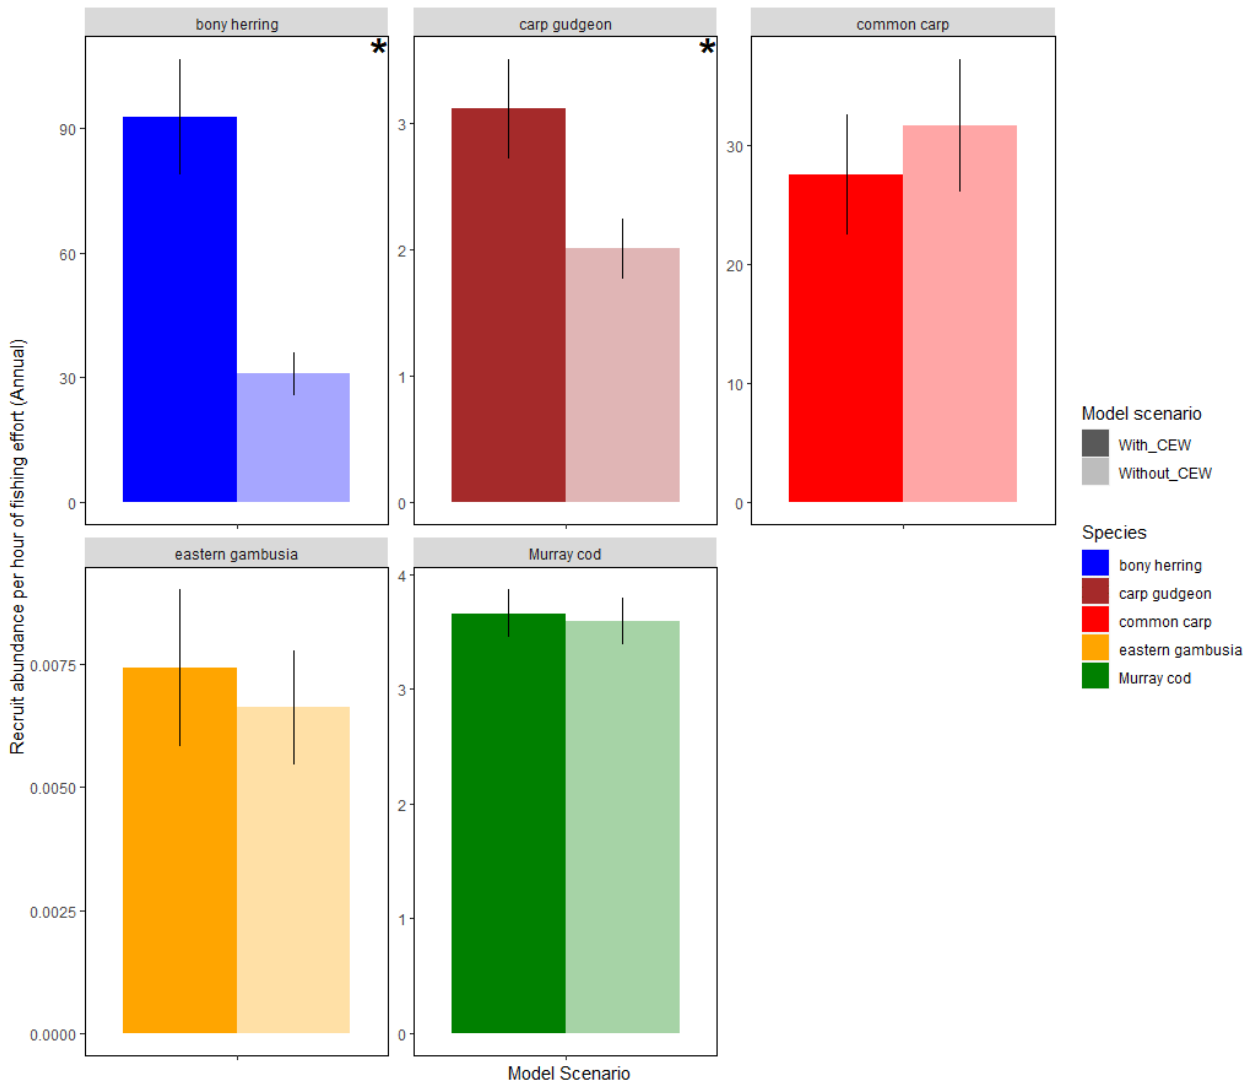 bony herring
carp gudgeon
common carp
*
*
90
60
30
0
3
2
1
0
30
20
10
0
eastern gambusia
Murray cod
0.0075
0.0050
0.0025
0.0000
4
3
2
1
0
Recruit abundance per hour of fishing effort (Annual)
Model Scenario
Model scenario
With_CEW
Without_CEW
Species
bony herring
carp gudgeon
common carp
eastern gambusia
Murray cod